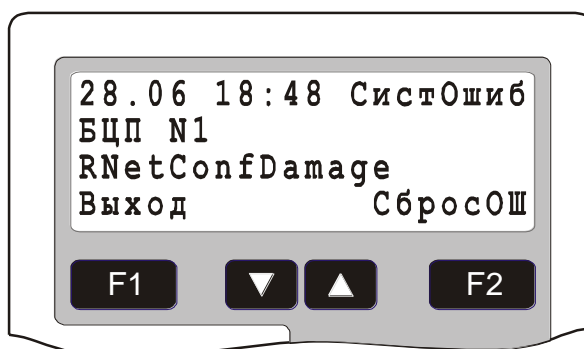 28.06 18:48 СистОшиб
БЦП N1
RNetConfDamage
Выход СбросОШ
F1 F2